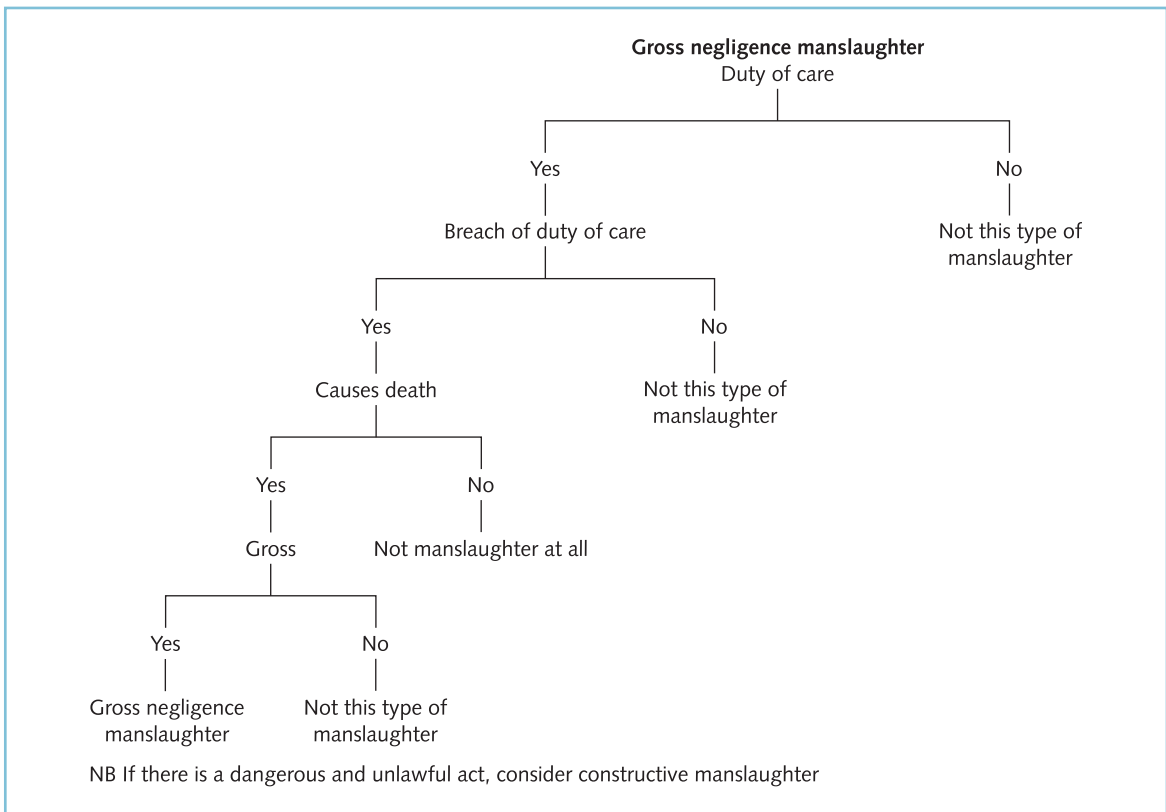 Gross negligence manslaughter
Duty of care
Yes
No
Breach of duty of care
Not this type of
manslaughter
Yes
No
Causes death
Not this type of
manslaughter
Yes
No
Gross
Not manslaughter at all
Yes
No
Gross negligence
manslaughter
Not this type of
manslaughter
NB If there is a dangerous and unlawful act, consider constructive manslaughter